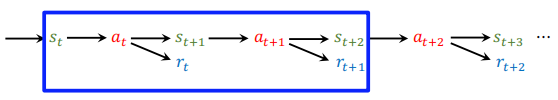 s_t a_t s_{t+1} a_{t+1} s_{t+2} a_{t+2} s_{t+3} ...
r_t r_{t+1} r_{t+2}